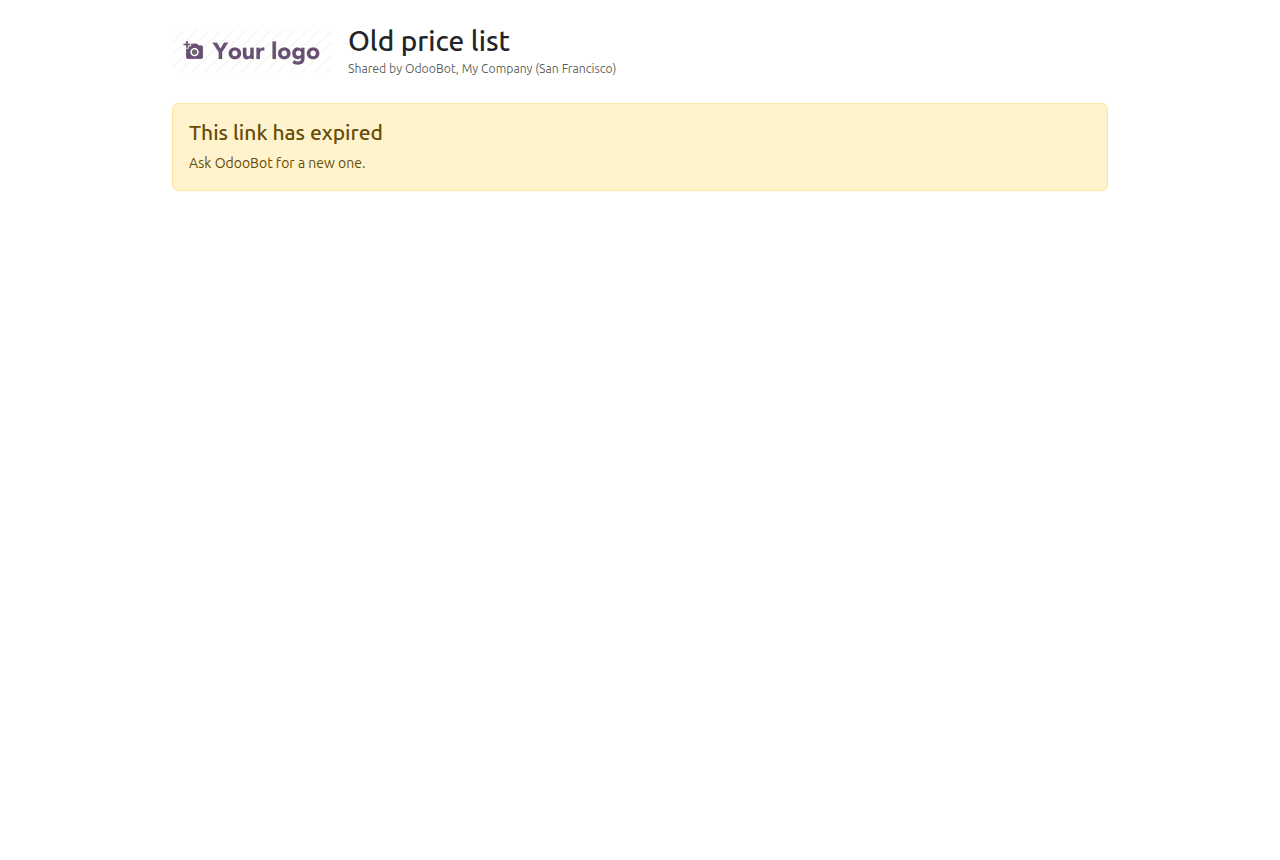 Your logo
Old price list
Shared by OdooBot, My Company (San Francisco)
This link has expired
Ask OdooBot for a new one.